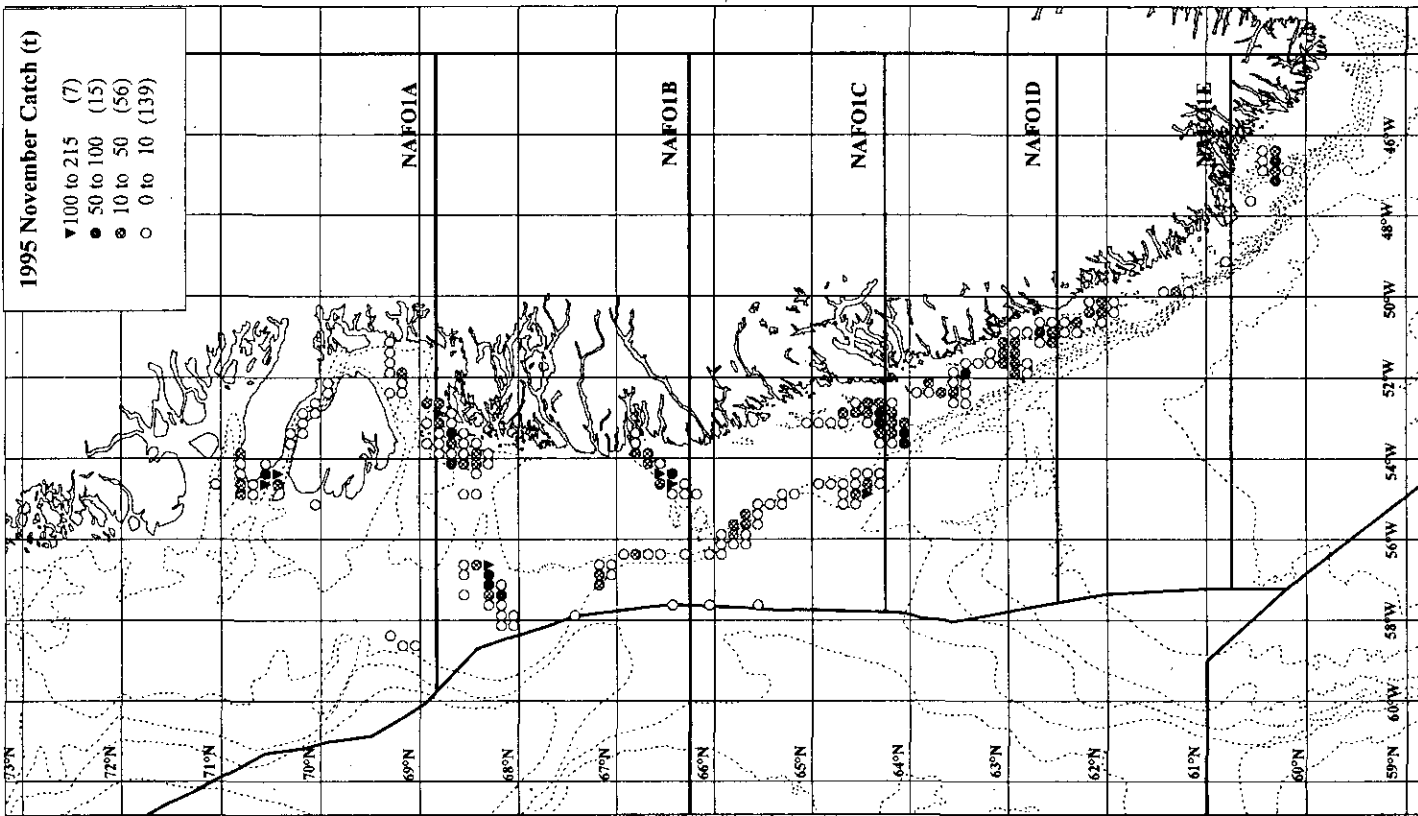 1995 November Catch (t)
▼ 100 to 215 (7)
● 50 to 100 (15)
⊗ 10 to 50 (56)
○ 0 to 10 (139)
NAFO1A
NAFO1B
NAFO1C
NAFO1D
NAFO1E
73°N
72°N
71°N
70°N
69°N
68°N
67°N
66°N
65°N
64°N
63°N
62°N
61°N
60°N
59°N
60°W
58°W
56°W
54°W
52°W
50°W
48°W
46°W